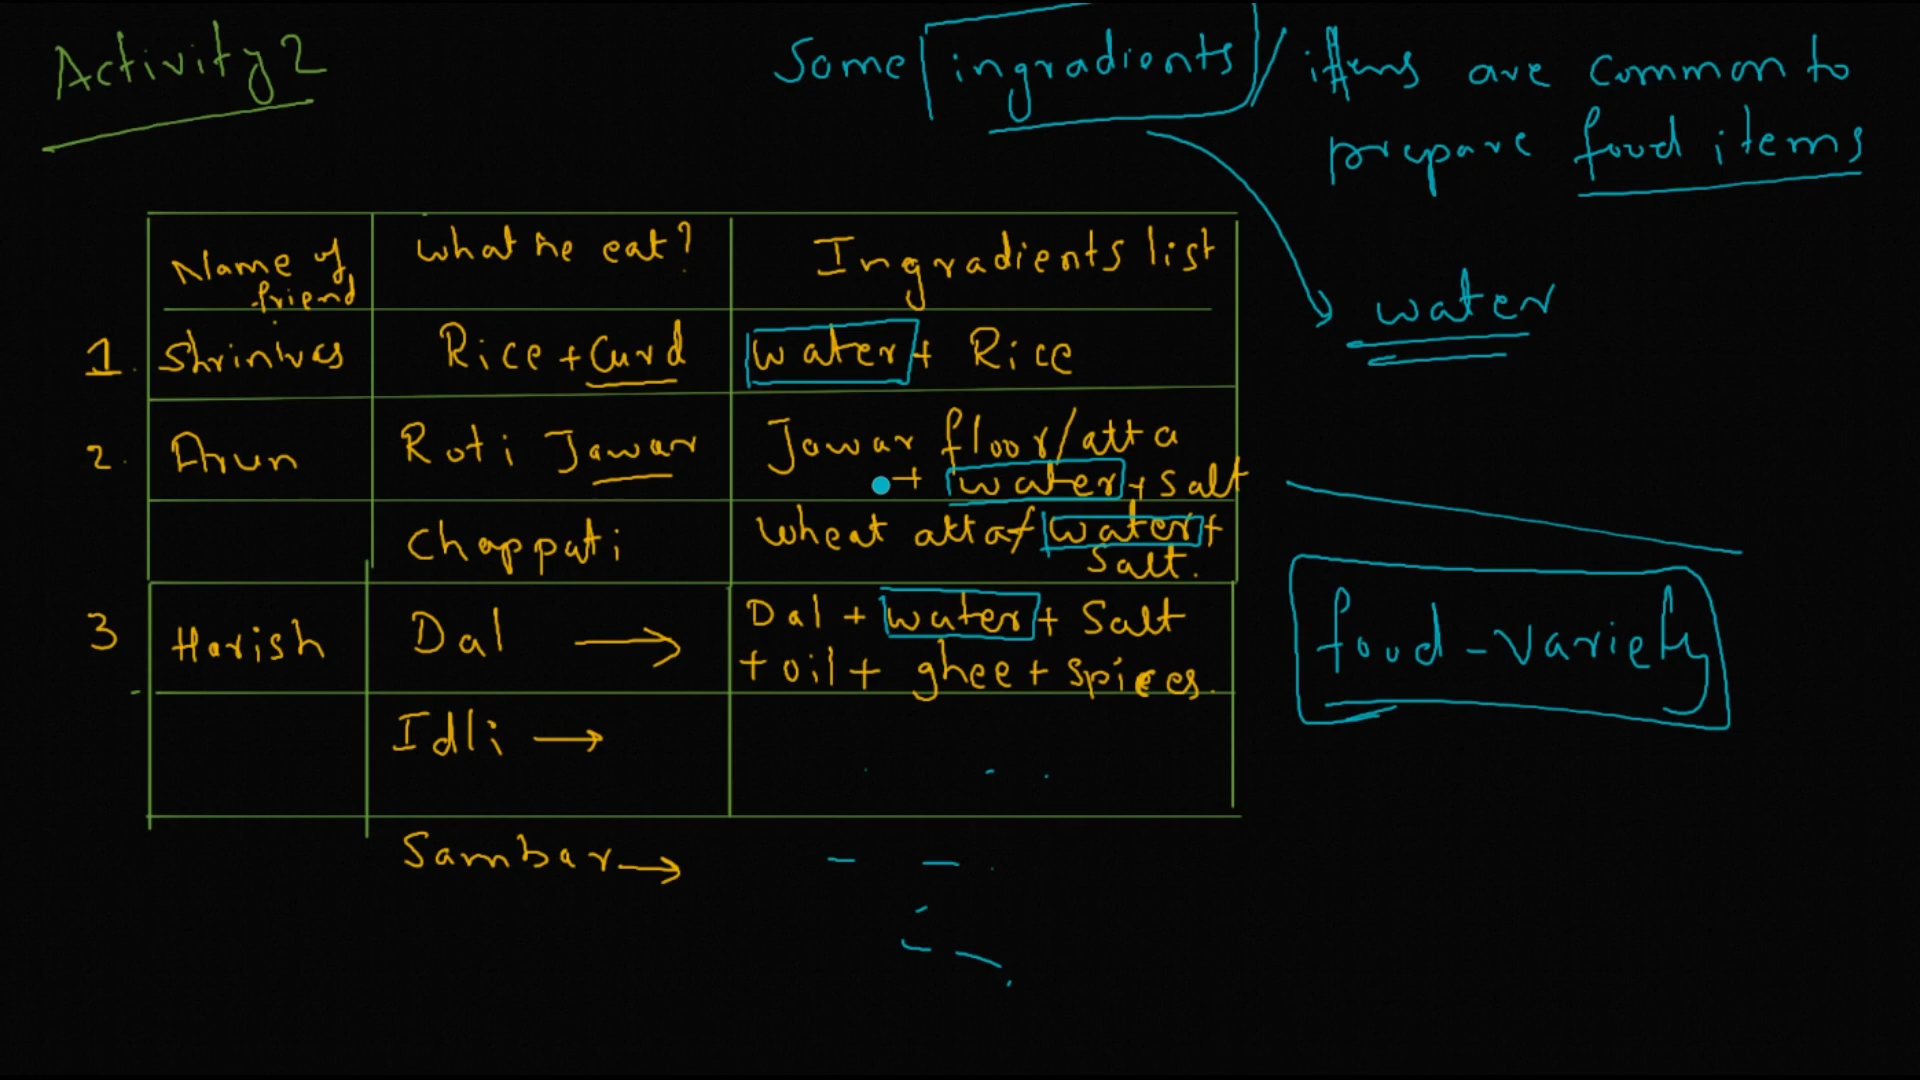 Activity 2
Some ingradients / items are common to
prepare food items
water
Name of friend | what he eat? | Ingradients list
1. Shrinivas | Rice + Curd | water + Rice
2. Arun | Roti Jawar | Jawar floor/atta
+ water + salt
Chappati | wheat atta + water +
Salt.
3 Harish | Dal → | Dal + water + Salt
+ oil + ghee + spices.
Idli →
Sambar →
food - variety